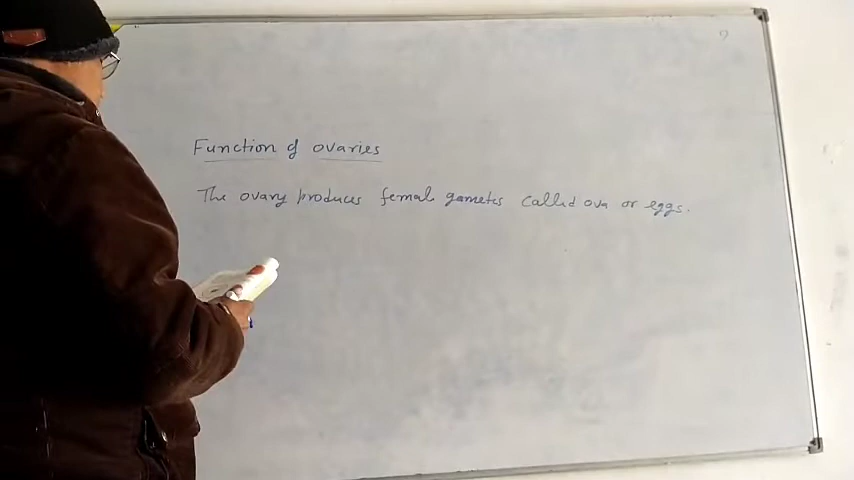 Function of ovaries
The ovary produces femal gametes called ova or eggs.